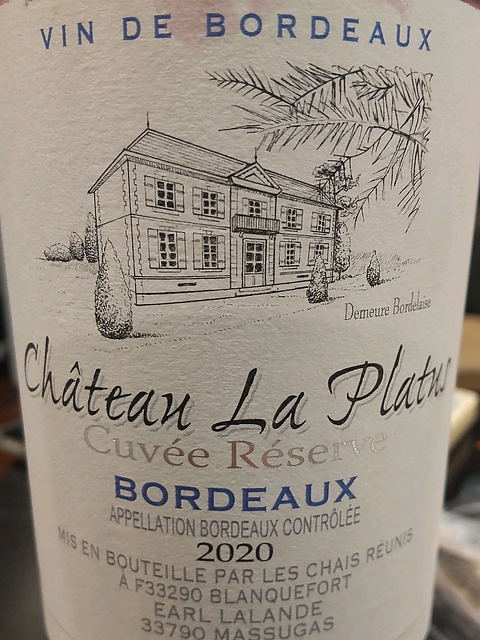 VIN DE BORDEAUX
Demeure Bordelaise
Château La Platus
Cuvée Réserve
BORDEAUX
APPELLATION BORDEAUX CONTRÔLÉE
2020
MIS EN BOUTEILLE PAR LES CHAIS RÉUNIS
À F33290 BLANQUEFORT
EARL LALANDE
33790 MASSUGAS